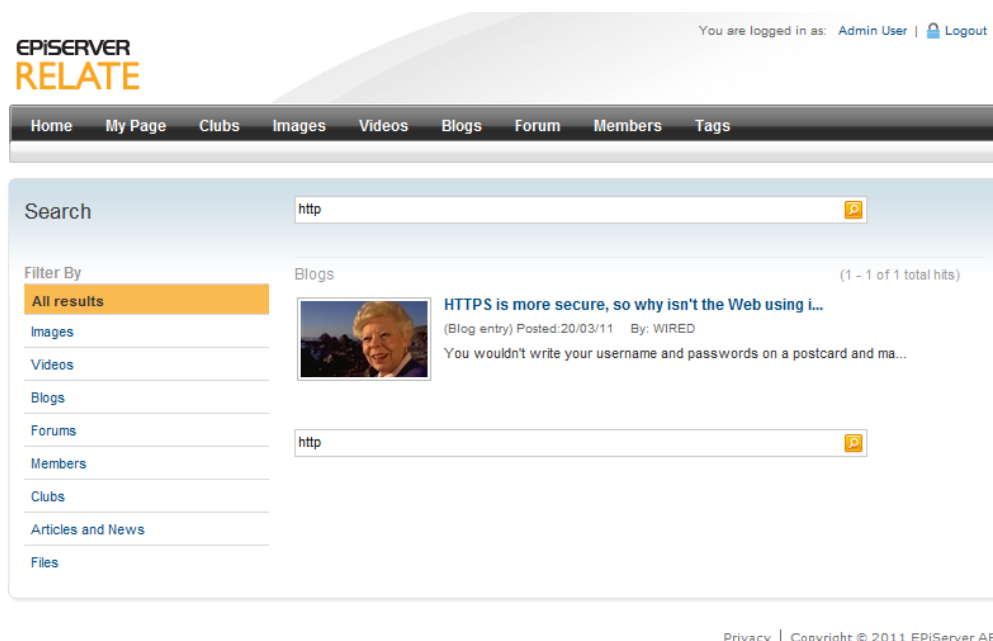 You are logged in as: Admin User | Logout
EPiSERVER
RELATE
Home My Page Clubs Images Videos Blogs Forum Members Tags
Search
http
Filter By
All results
Images
Videos
Blogs
Forums
Members
Clubs
Articles and News
Files
Blogs (1 - 1 of 1 total hits)
HTTPS is more secure, so why isn't the Web using i...
(Blog entry) Posted:20/03/11 By: WIRED
You wouldn't write your username and passwords on a postcard and ma...
http
Privacy | Copyright © 2011 EPiServer AB